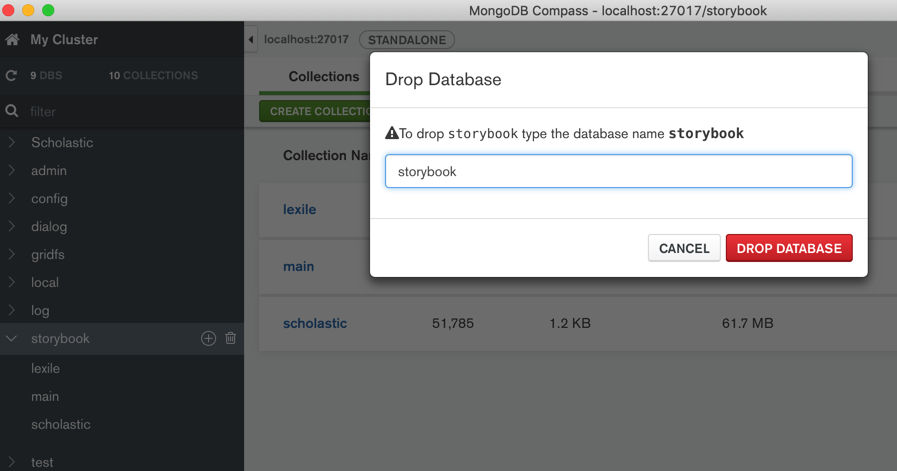 MongoDB Compass - localhost:27017/storybook
My Cluster
9 DBS 10 COLLECTIONS
filter
Scholastic
admin
config
dialog
gridfs
local
log
storybook
lexile
main
scholastic
test
localhost:27017 STANDALONE
Collections
CREATE COLLECTIO
Collection Na
lexile
main
scholastic 51,785 1.2 KB 61.7 MB
Drop Database
To drop storybook type the database name storybook
storybook
CANCEL DROP DATABASE